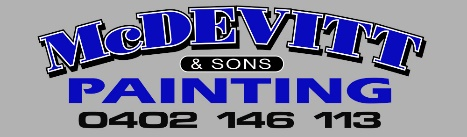 McDEVITT
& SONS
PAINTING
0402 146 113